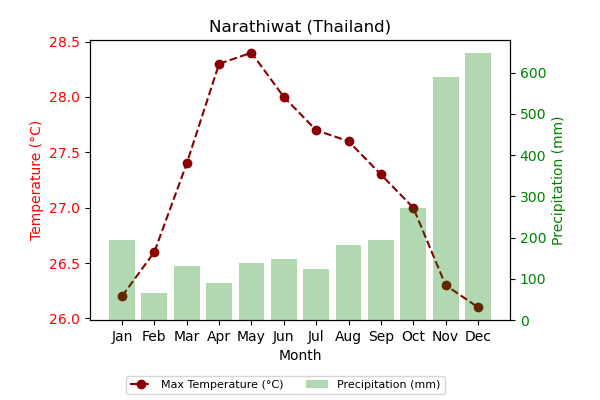 Narathiwat (Thailand)
28.5
28.0
27.5
27.0
26.5
26.0
Temperature (°C)
600
500
400
300
200
100
0
Precipitation (mm)
Jan Feb Mar Apr May Jun Jul Aug Sep Oct Nov Dec
Month
Max Temperature (°C) Precipitation (mm)